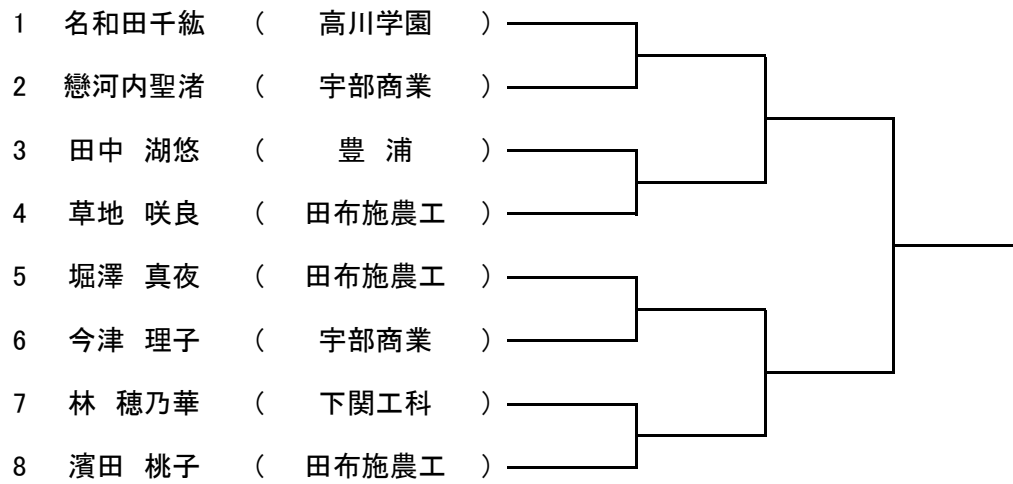 1 名和田千紘 ( 高川学園 )
2 戀河内聖渚 ( 宇部商業 )
3 田中 湖悠 ( 豊 浦 )
4 草地 咲良 ( 田布施農工 )
5 堀澤 真夜 ( 田布施農工 )
6 今津 理子 ( 宇部商業 )
7 林 穂乃華 ( 下関工科 )
8 濱田 桃子 ( 田布施農工 )